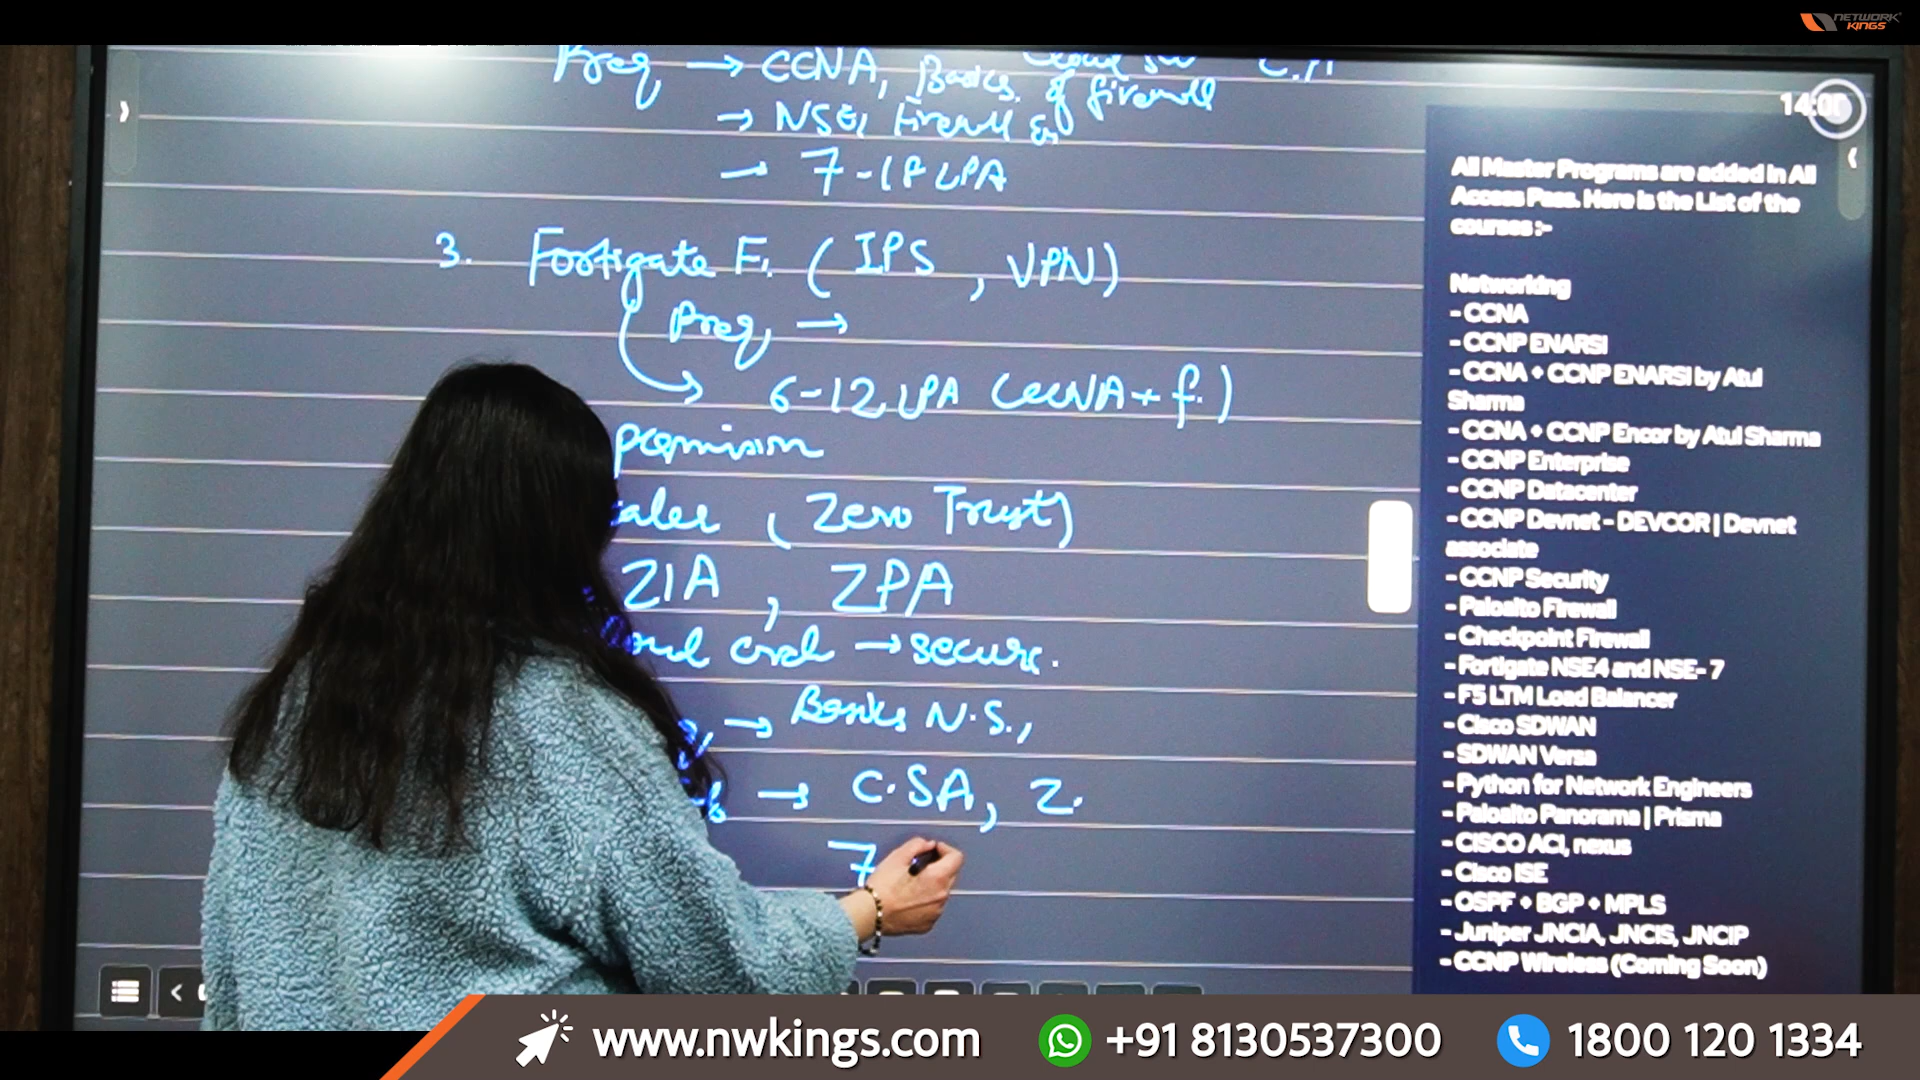 NETWORK
KINGS
Preq → CCNA, Basics of firewall
→ NSE, Firewall
→ 7-18 LPA
3. Fortigate F. (IPS, VPN)
Preq →
6-12 LPA (CCNA + f.)
(Zero Trust)
ZIA, ZPA
→ secure.
→ Basics N.S.,
→ C.SA, Z.
7
14:00
All Master Programs are added in All
Access Pass. Here is the List of the
courses :-
Networking
- CCNA
- CCNP ENARSI
- CCNA + CCNP ENARSI by Atul
Sharma
- CCNA + CCNP Encor by Atul Sharma
- CCNP Enterprise
- CCNP Datacenter
- CCNP Devnet - DEVCOR | Devnet
associate
- CCNP Security
- Paloalto Firewall
- Checkpoint Firewall
- Fortigate NSE4 and NSE- 7
- F5 LTM Load Balancer
- Cisco SDWAN
- SDWAN Versa
- Python for Network Engineers
- Paloalto Panorama | Prisma
- CISCO ACI, nexus
- Cisco ISE
- OSPF + BGP + MPLS
- Juniper JNCIA, JNCIS, JNCIP
- CCNP Wireless (Coming Soon)
www.nwkings.com
+91 8130537300
1800 120 1334